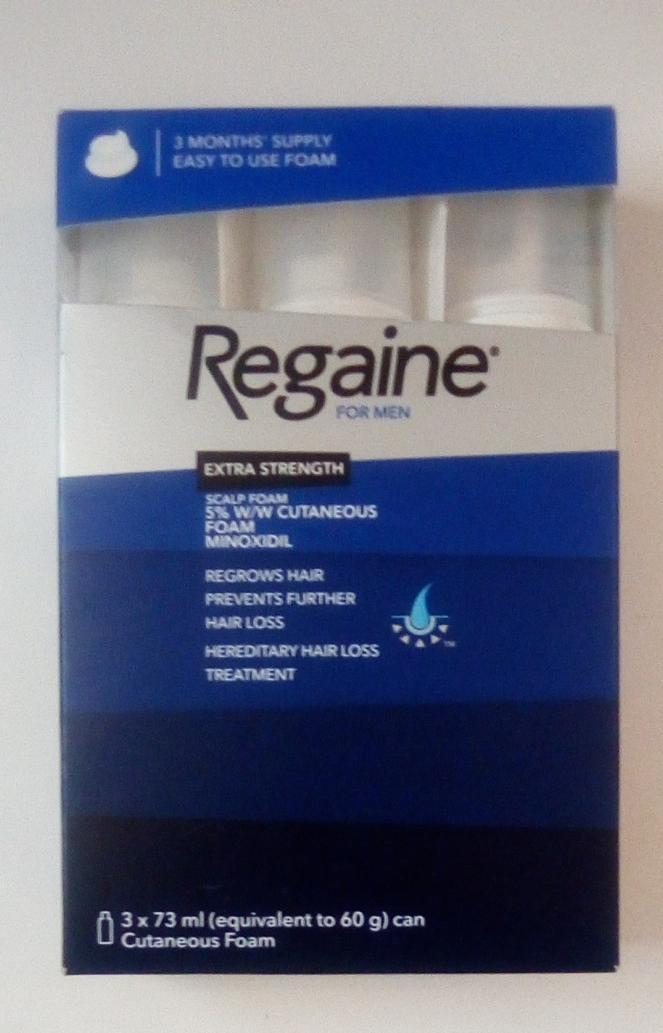 3 MONTHS' SUPPLY
EASY TO USE FOAM
Regaine®
FOR MEN
EXTRA STRENGTH
SCALP FOAM
5% W/W CUTANEOUS
FOAM
MINOXIDIL
REGROWS HAIR
PREVENTS FURTHER
HAIR LOSS
HEREDITARY HAIR LOSS
TREATMENT
TM
3 x 73 ml (equivalent to 60 g) can
Cutaneous Foam